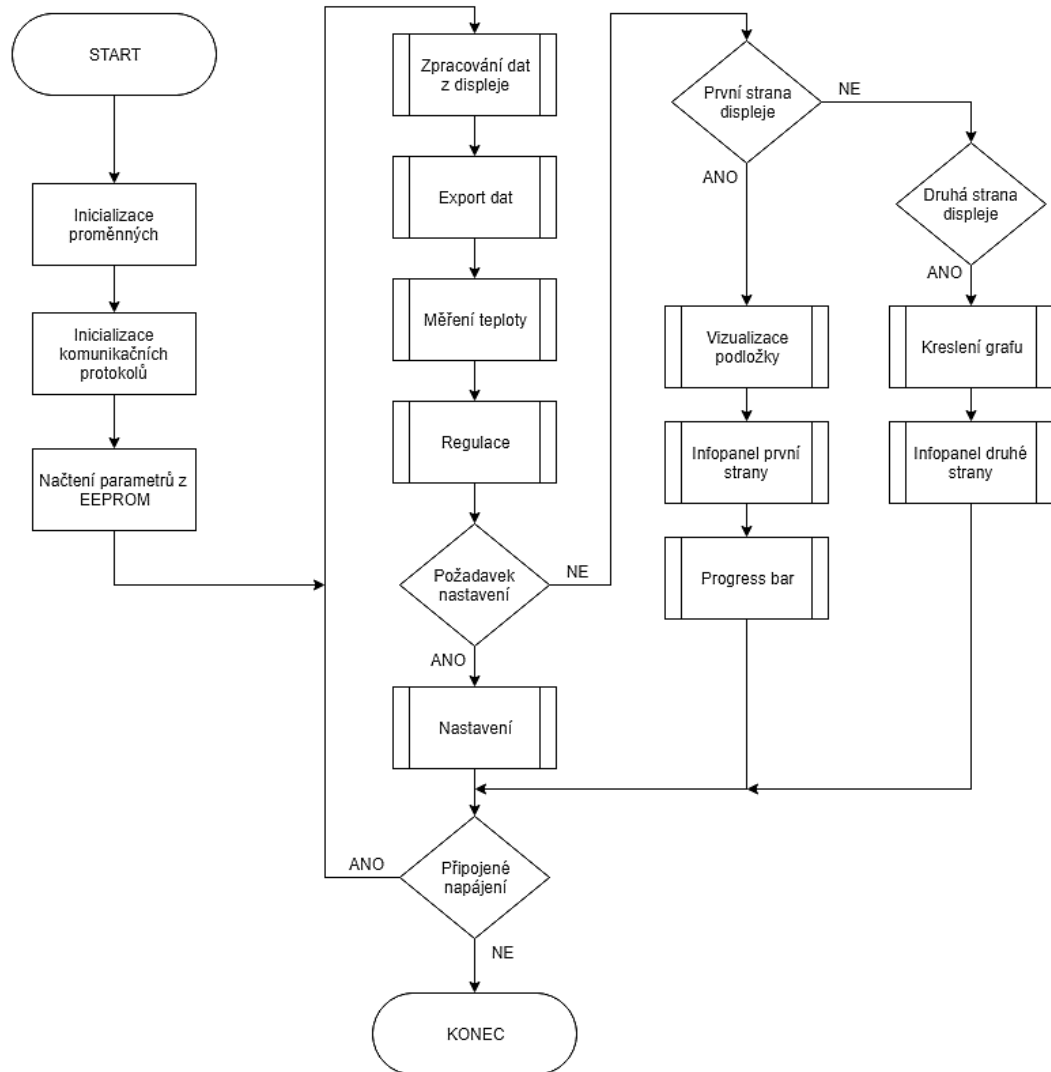 START
Inicializace
proměnných
Inicializace
komunikačních
protokolů
Načtení parametrů z
EEPROM
Zpracování dat
z displeje
Export dat
Měření teploty
Regulace
Požadavek
nastavení
NE
ANO
Nastavení
První strana
displeje
NE
ANO
Druhá strana
displeje
ANO
Vizualizace
podložky
Infopanel první
strany
Progress bar
Kreslení grafu
Infopanel druhé
strany
Připojené
napájení
ANO
NE
KONEC